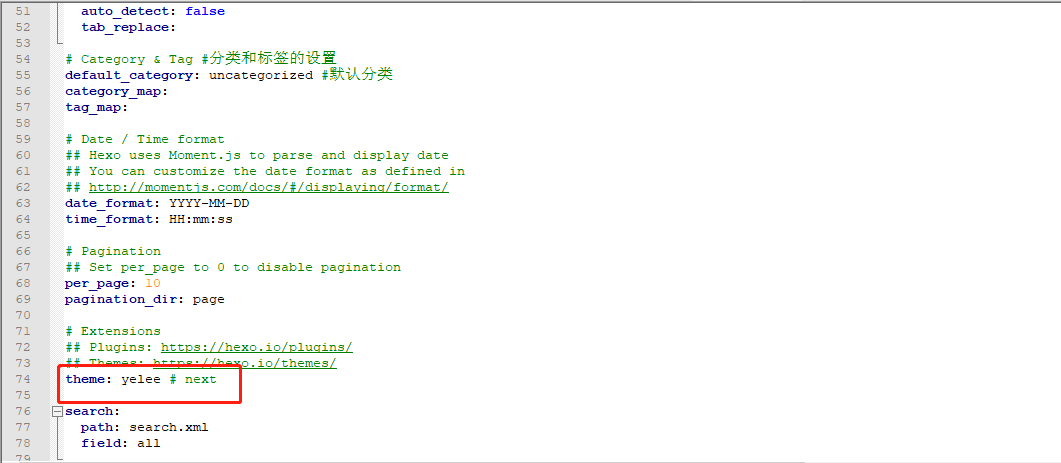 51 auto_detect: false
52 tab_replace:
53
54 # Category & Tag #分类和标签的设置
55 default_category: uncategorized #默认分类
56 category_map:
57 tag_map:
58
59 # Date / Time format
60 ## Hexo uses Moment.js to parse and display date
61 ## You can customize the date format as defined in
62 ## http://momentjs.com/docs/#/displaying/format/
63 date_format: YYYY-MM-DD
64 time_format: HH:mm:ss
65
66 # Pagination
67 ## Set per_page to 0 to disable pagination
68 per_page: 10
69 pagination_dir: page
70
71 # Extensions
72 ## Plugins: https://hexo.io/plugins/
73 ## Themes: https://hexo.io/themes/
74 theme: yelee # next
75
76 search:
77 path: search.xml
78 field: all
79